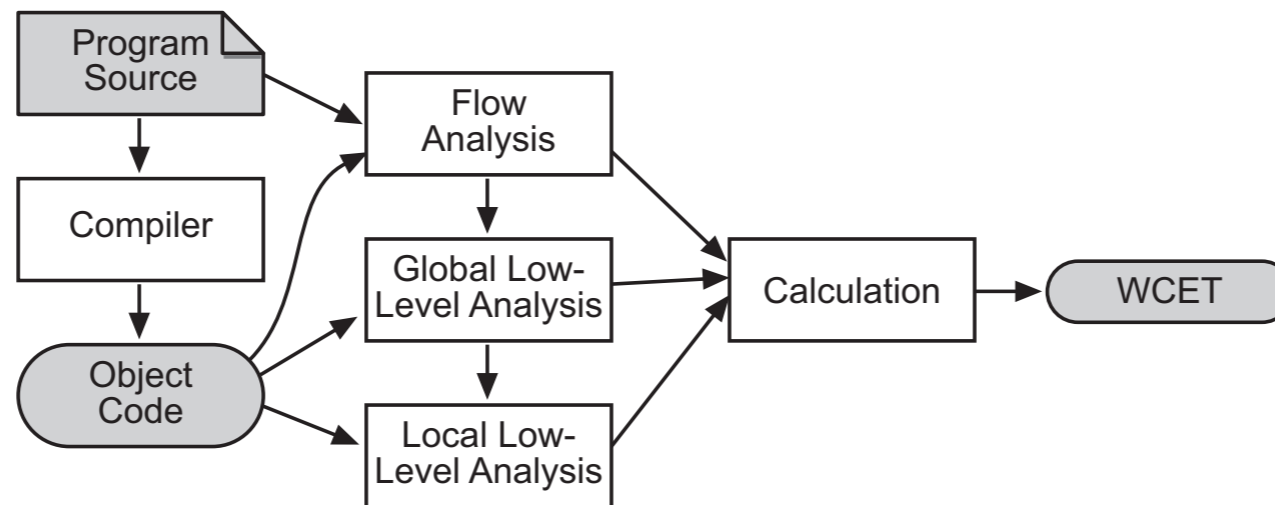 Program
Source
Compiler
Object
Code
Flow
Analysis
Global Low-
Level Analysis
Local Low-
Level Analysis
Calculation
WCET